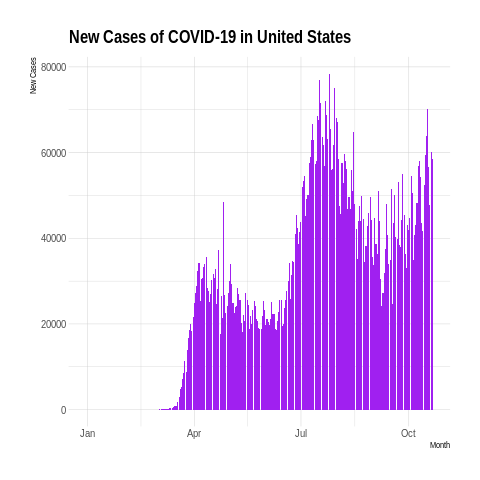 New Cases of COVID-19 in United States
New Cases
80000
60000
40000
20000
0
Jan Apr Jul Oct
Month